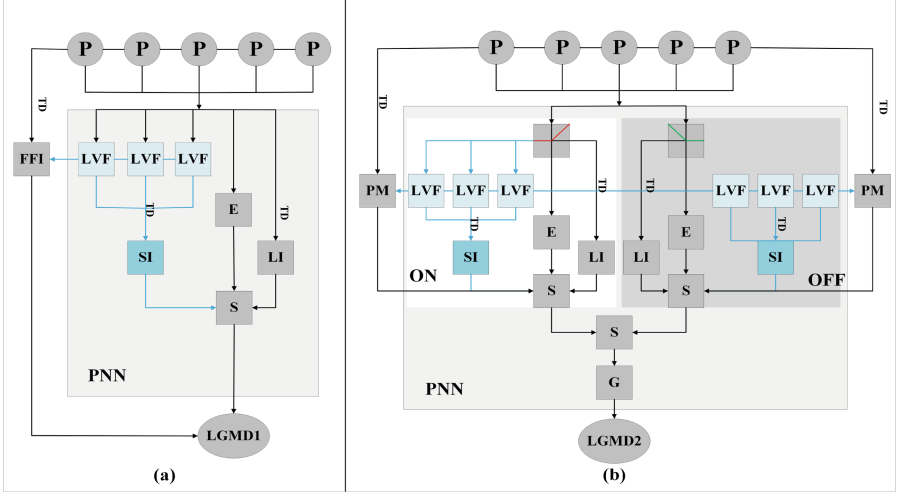 P P P P P
TD
FFI LVF LVF LVF
E
TD
TD
SI LI
S
PNN
LGMD1
(a)
P P P P P
TD TD
PM LVF LVF LVF LVF LVF LVF PM
TD TD
TD TD
E E
SI LI LI SI
ON OFF
S S
S
PNN G
LGMD2
(b)